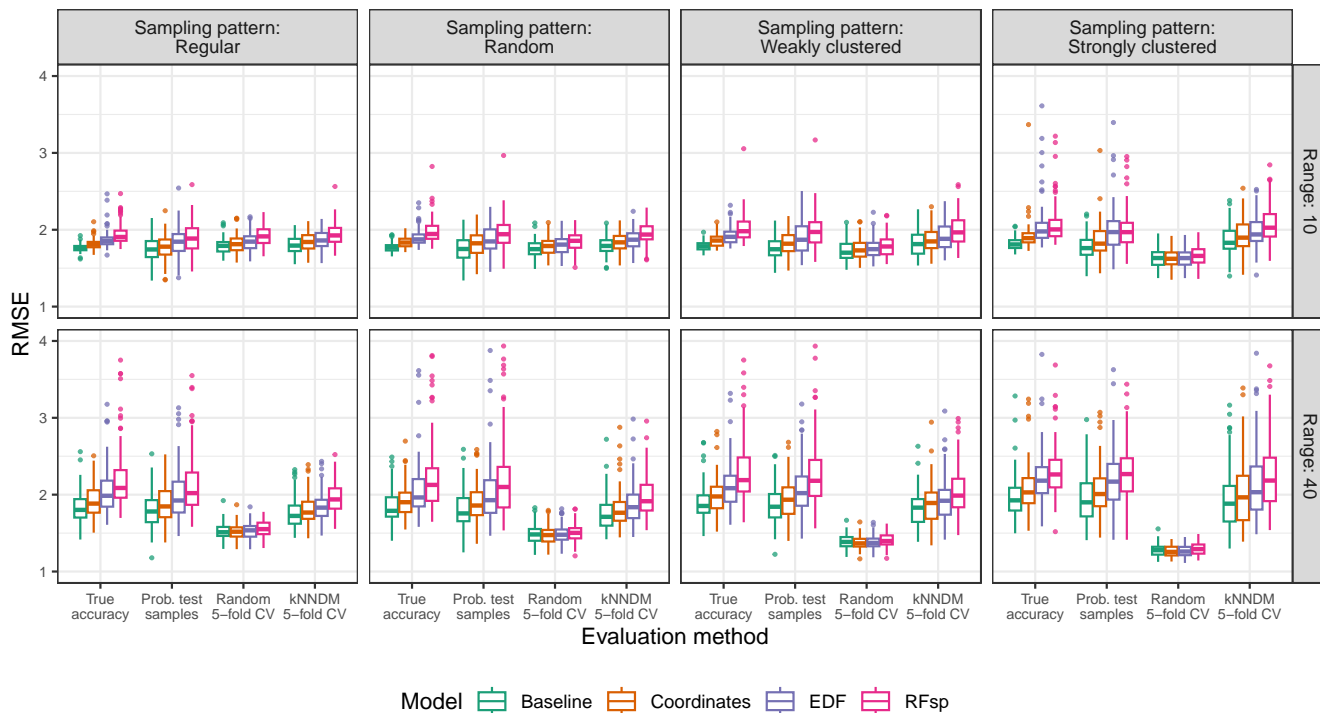 Sampling pattern:
Regular
Sampling pattern:
Random
Sampling pattern:
Weakly clustered
Sampling pattern:
Strongly clustered
RMSE
4
3
2
1
Range: 10
4
3
2
1
Range: 40
True
accuracy
Prob. test
samples
Random
5−fold CV
kNNDM
5−fold CV
True
accuracy
Prob. test
samples
Random
5−fold CV
kNNDM
5−fold CV
True
accuracy
Prob. test
samples
Random
5−fold CV
kNNDM
5−fold CV
True
accuracy
Prob. test
samples
Random
5−fold CV
kNNDM
5−fold CV
Evaluation method
Model Baseline Coordinates EDF RFsp